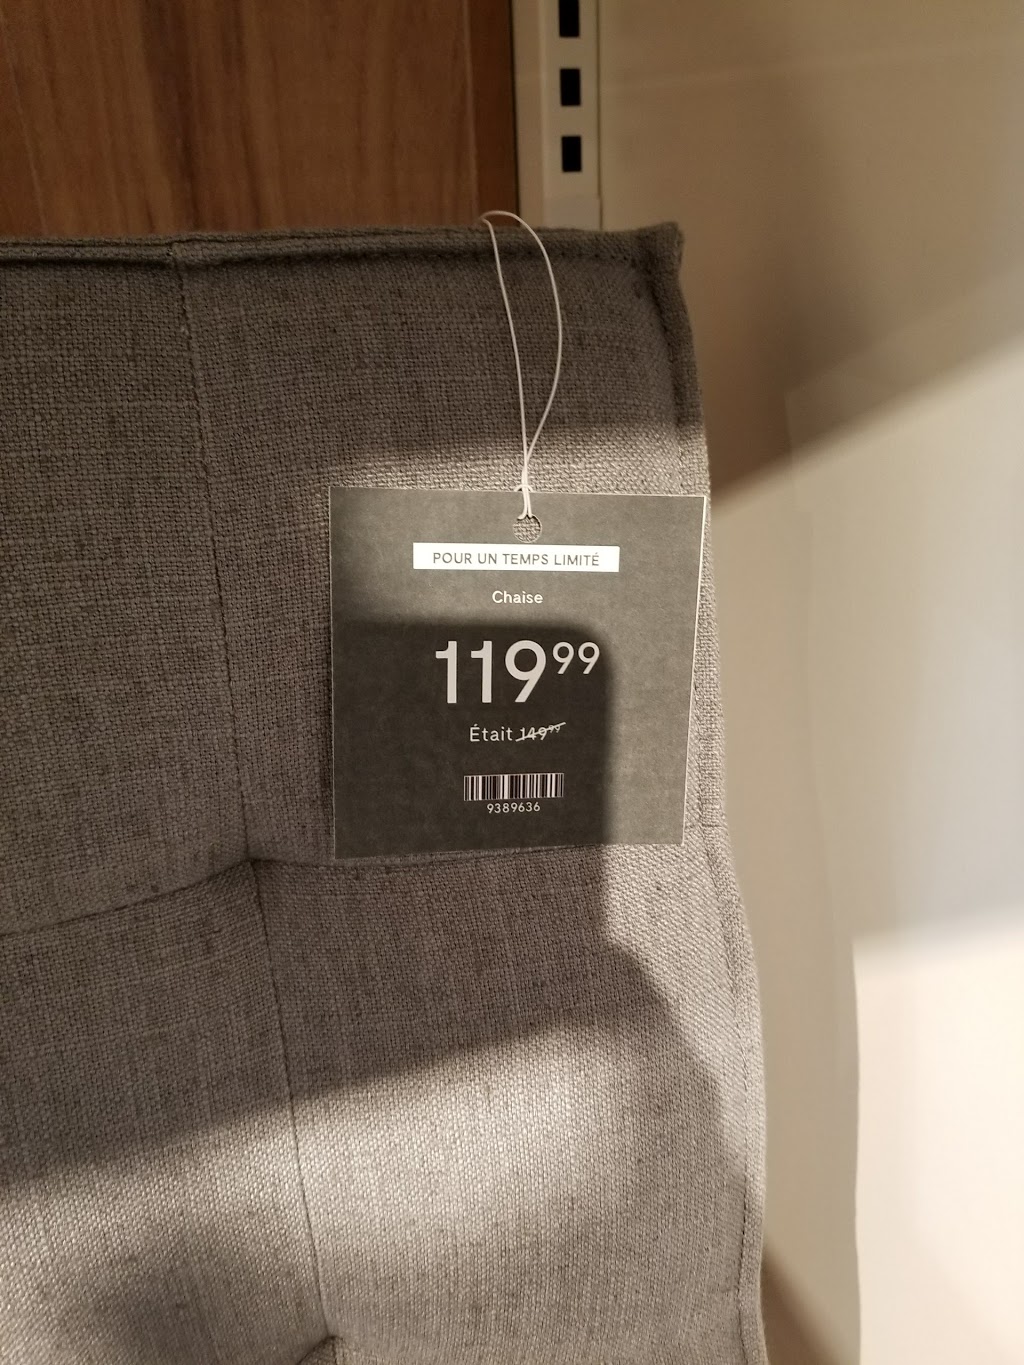 POUR UN TEMPS LIMITÉ
Chaise
119⁹⁹
Était 149⁹⁹
9389636